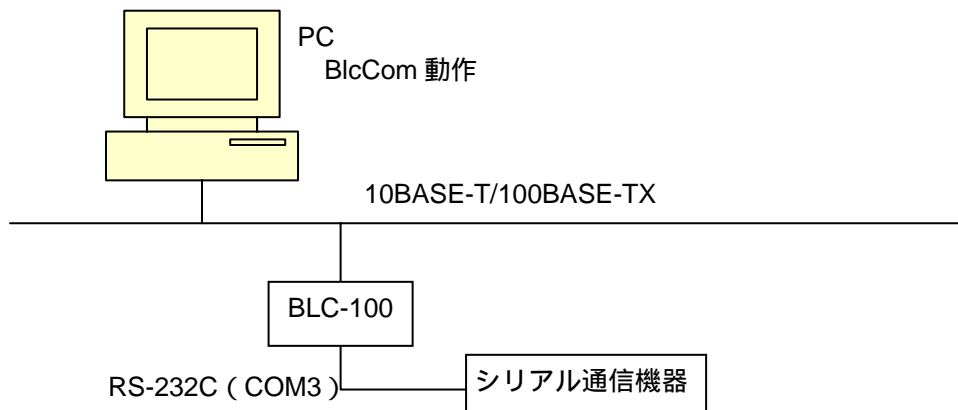 PC
BlcCom 動作
10BASE-T/100BASE-TX
BLC-100
RS-232C（COM3）
シリアル通信機器